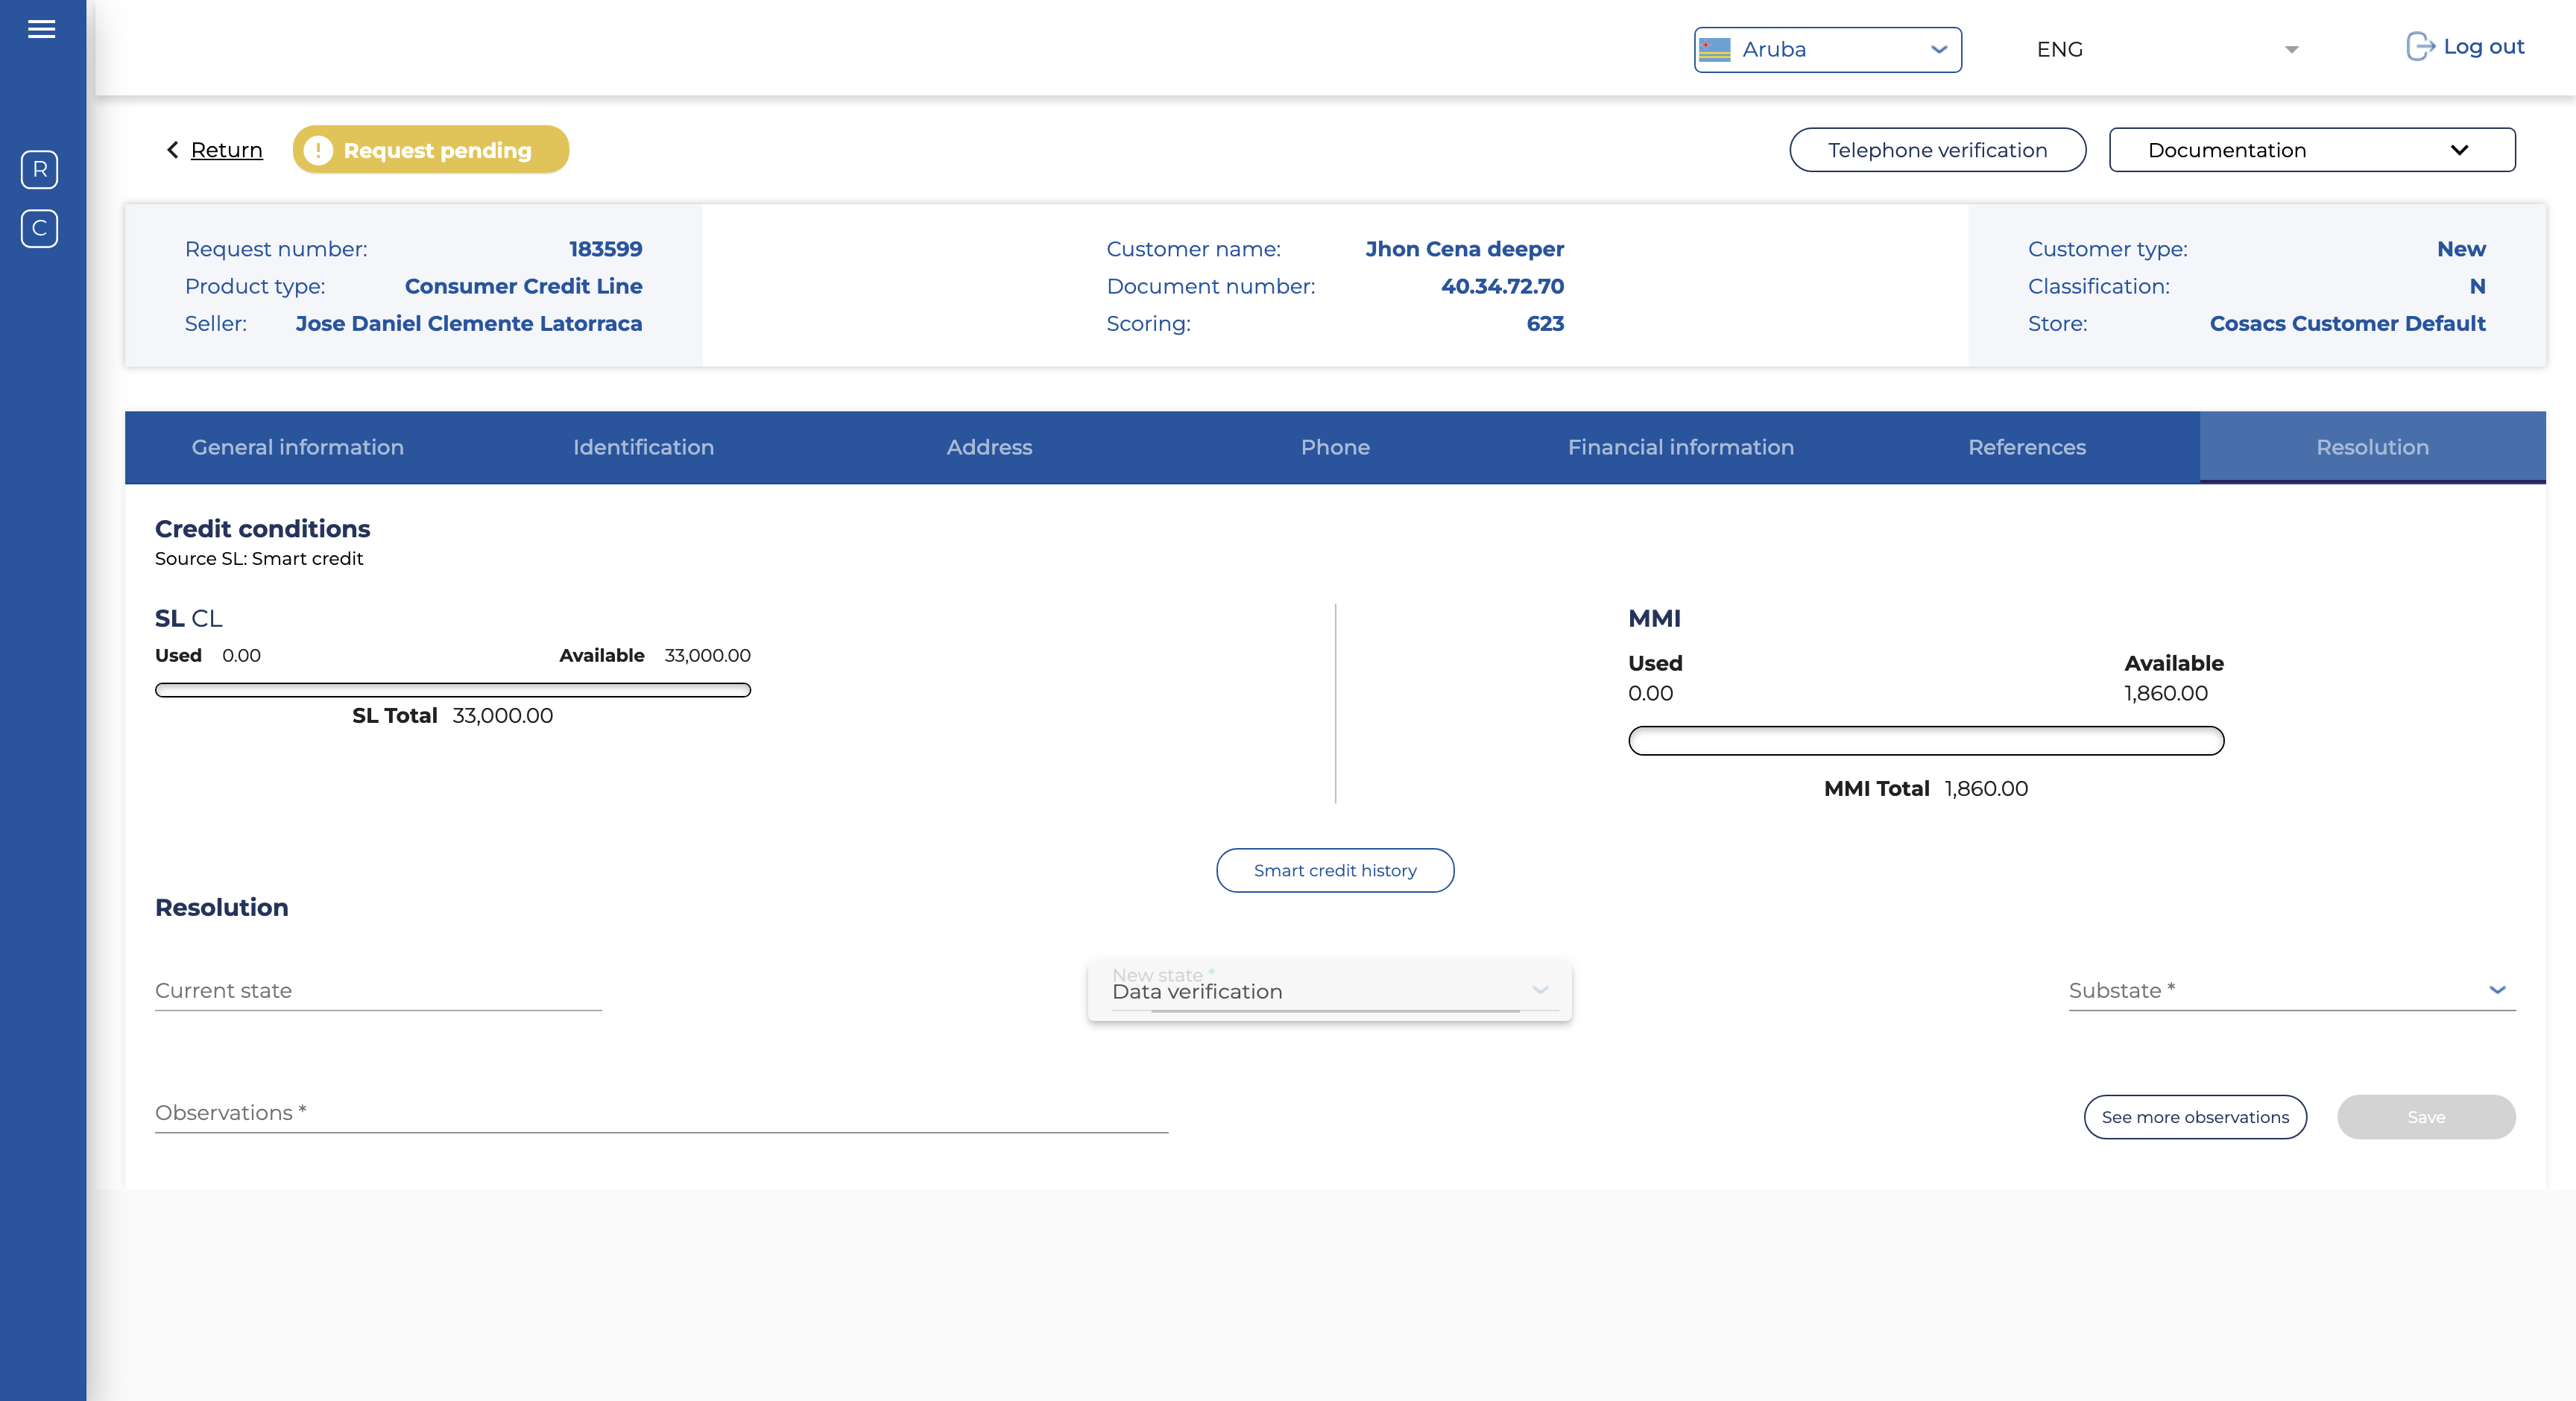 Aruba
ENG
Log out
R
C
Return
Request pending
Telephone verification
Documentation
Request number: 183599
Product type: Consumer Credit Line
Seller: Jose Daniel Clemente Latorraca
Customer name: Jhon Cena deeper
Document number: 40.34.72.70
Scoring: 623
Customer type: New
Classification: N
Store: Cosacs Customer Default
General information
Identification
Address
Phone
Financial information
References
Resolution
Credit conditions
Source SL: Smart credit
SL CL
Used 0.00
Available 33,000.00
SL Total 33,000.00
MMI
Used
0.00
Available
1,860.00
MMI Total 1,860.00
Smart credit history
Resolution
Current state
New state *
Data verification
Substate *
Observations *
See more observations
Save